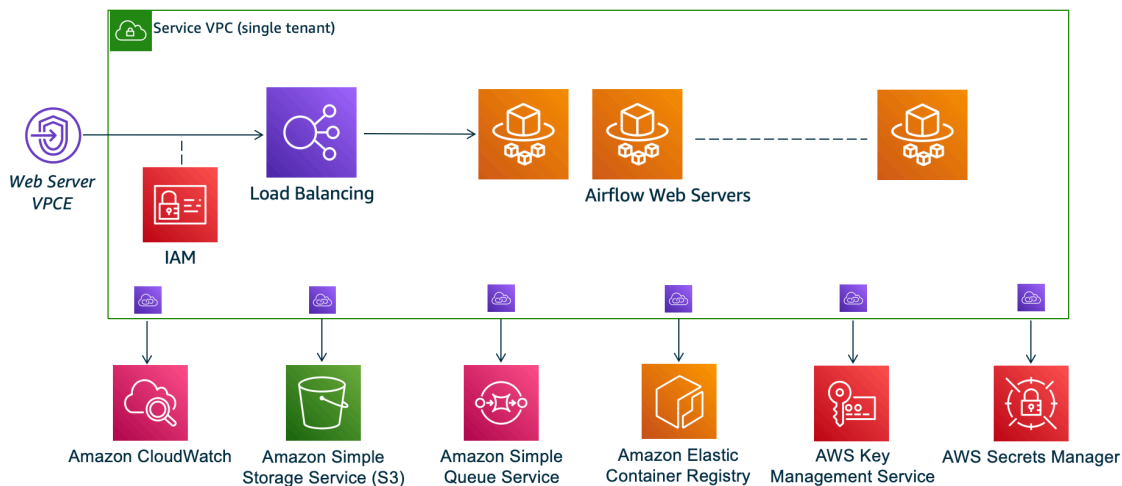 Service VPC (single tenant)
Web Server
VPCE
Load Balancing
Airflow Web Servers
IAM
Amazon CloudWatch
Amazon Simple
Storage Service (S3)
Amazon Simple
Queue Service
Amazon Elastic
Container Registry
AWS Key
Management Service
AWS Secrets Manager